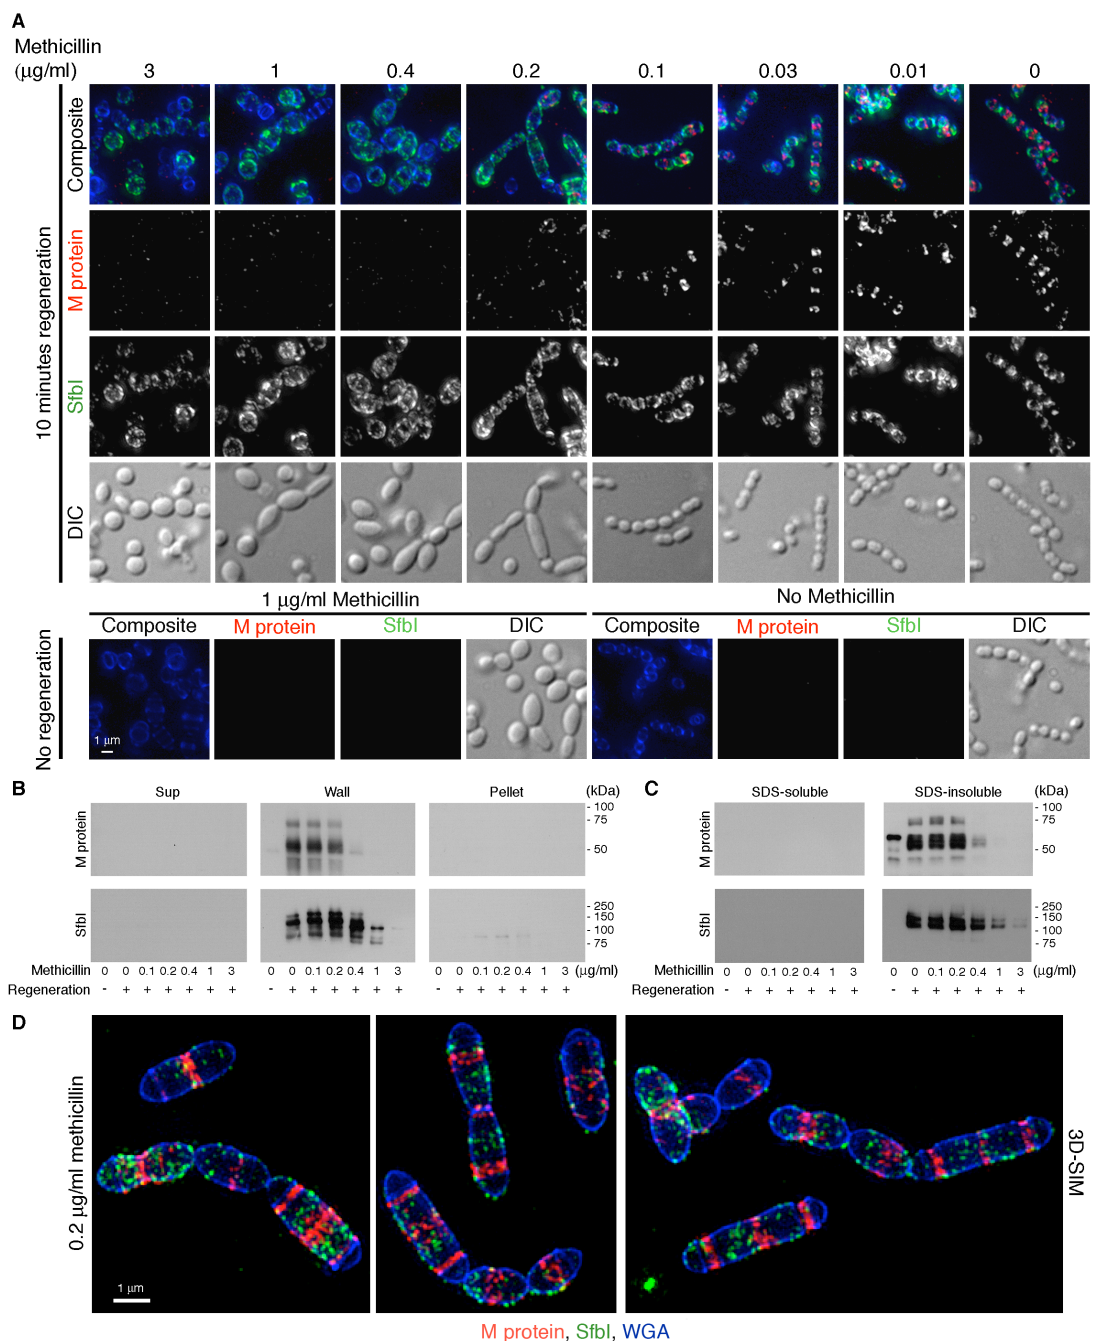 A
Methicillin
(μg/ml)
3 1 0.4 0.2 0.1 0.03 0.01 0
10 minutes regeneration
Composite
M protein
SfbI
DIC
1 μg/ml Methicillin
No Methicillin
Composite M protein SfbI DIC Composite M protein SfbI DIC
No regeneration
1 μm
B
Sup Wall Pellet (kDa)
M protein
- 100
- 75
- 50
SfbI
- 250
- 150
- 100
- 75
Methicillin 0 0 0.1 0.2 0.4 1 3 0 0 0.1 0.2 0.4 1 3 0 0 0.1 0.2 0.4 1 3 (μg/ml)
Regeneration - + + + + + + - + + + + + + - + + + + + +
C
SDS-soluble SDS-insoluble (kDa)
M protein
- 100
- 75
- 50
SfbI
- 250
- 150
- 100
- 75
Methicillin 0 0 0.1 0.2 0.4 1 3 0 0 0.1 0.2 0.4 1 3 (μg/ml)
Regeneration - + + + + + + - + + + + + +
D
0.2 μg/ml methicillin
1 μm
3D-SIM
M protein, SfbI, WGA